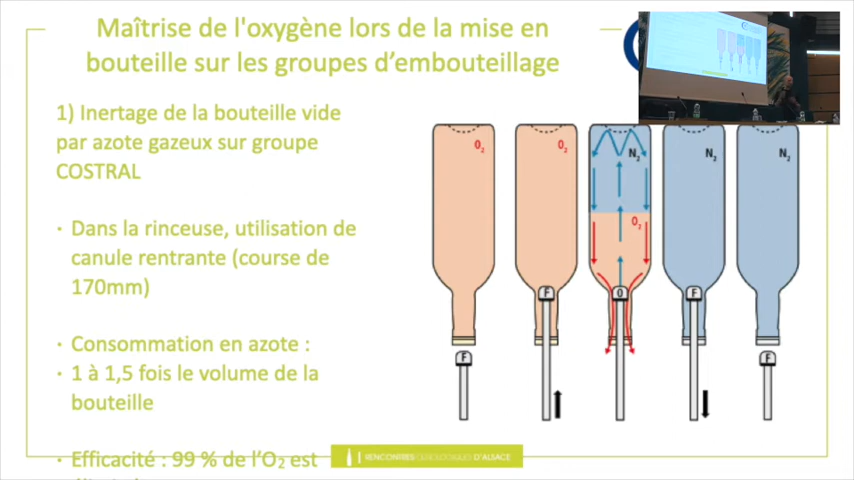 Maîtrise de l'oxygène lors de la mise en
bouteille sur les groupes d'embouteillage
1) Inertage de la bouteille vide
par azote gazeux sur groupe
COSTRAL
· Dans la rinceuse, utilisation de
canule rentrante (course de
170mm)
· Consommation en azote :
· 1 à 1,5 fois le volume de la
bouteille
· Efficacité : 99 % de l'O₂ est
O₂
O₂
N₂
O₂
N₂
N₂
F
F
O
F
F
RENCONTRES ŒNOLOGIQUES D'ALSACE